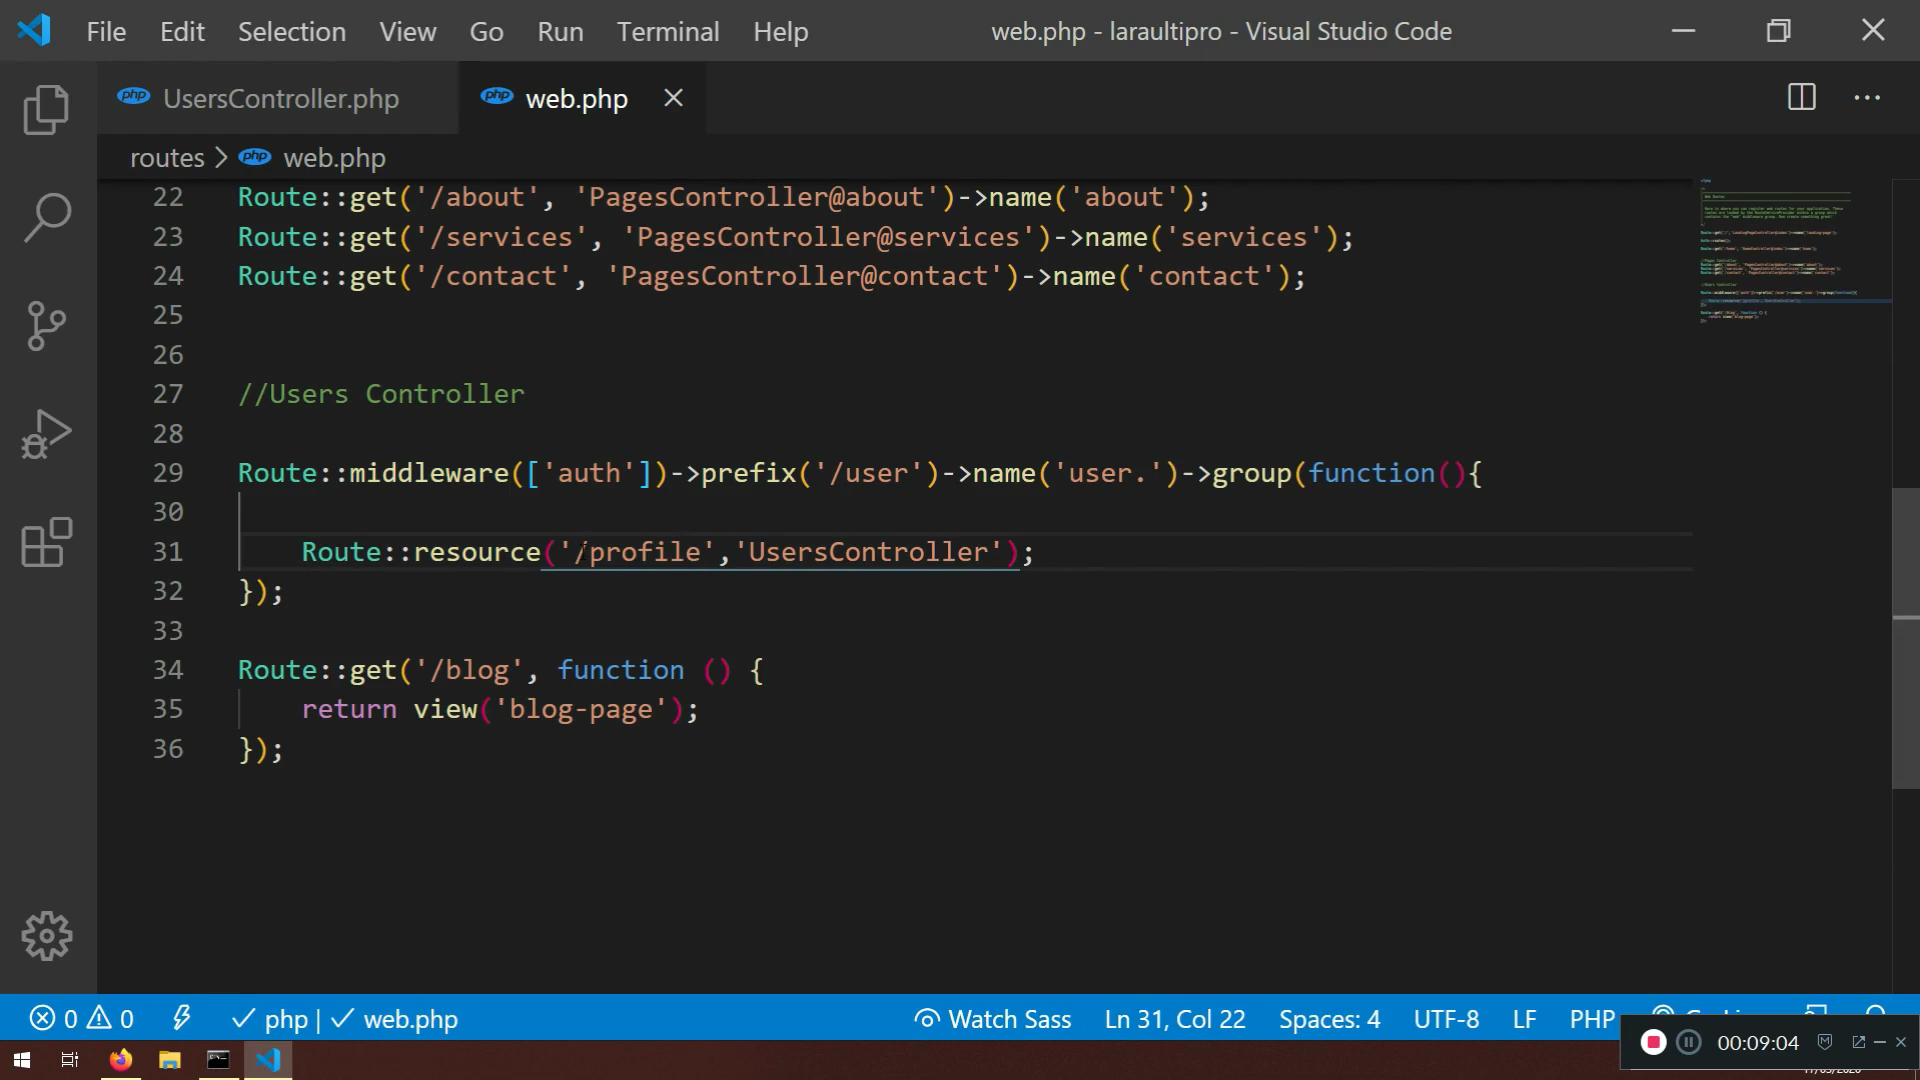 File Edit Selection View Go Run Terminal Help web.php - laraultipro - Visual Studio Code
php UsersController.php php web.php
routes > php web.php
22 Route::get('/about', 'PagesController@about')->name('about');
23 Route::get('/services', 'PagesController@services')->name('services');
24 Route::get('/contact', 'PagesController@contact')->name('contact');
25
26
27 //Users Controller
28
29 Route::middleware(['auth'])->prefix('/user')->name('user.')->group(function(){
30
31 Route::resource('/profile','UsersController');
32 });
33
34 Route::get('/blog', function () {
35 return view('blog-page');
36 });
0 0 php | web.php Watch Sass Ln 31, Col 22 Spaces: 4 UTF-8 LF PHP
00:09:04